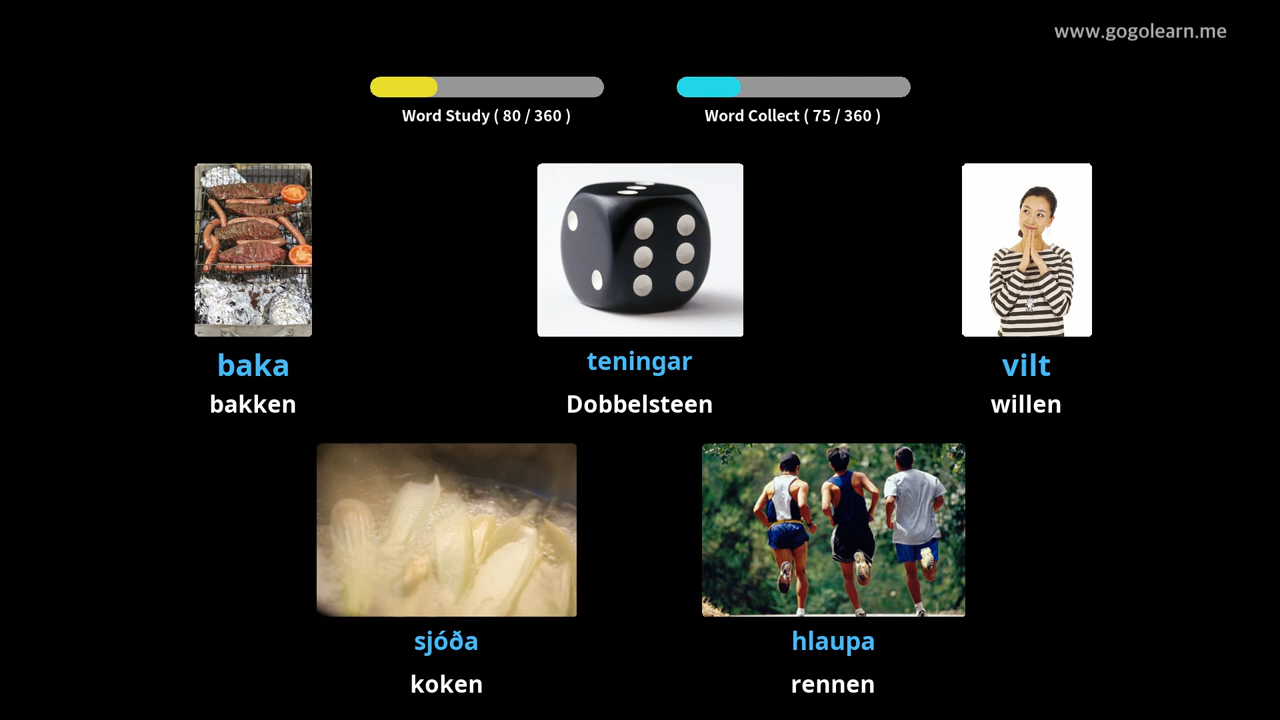 www.gogolearn.me
Word Study ( 80 / 360 )
Word Collect ( 75 / 360 )
baka
bakken
teningar
Dobbelsteen
vilt
willen
sjóða
koken
hlaupa
rennen